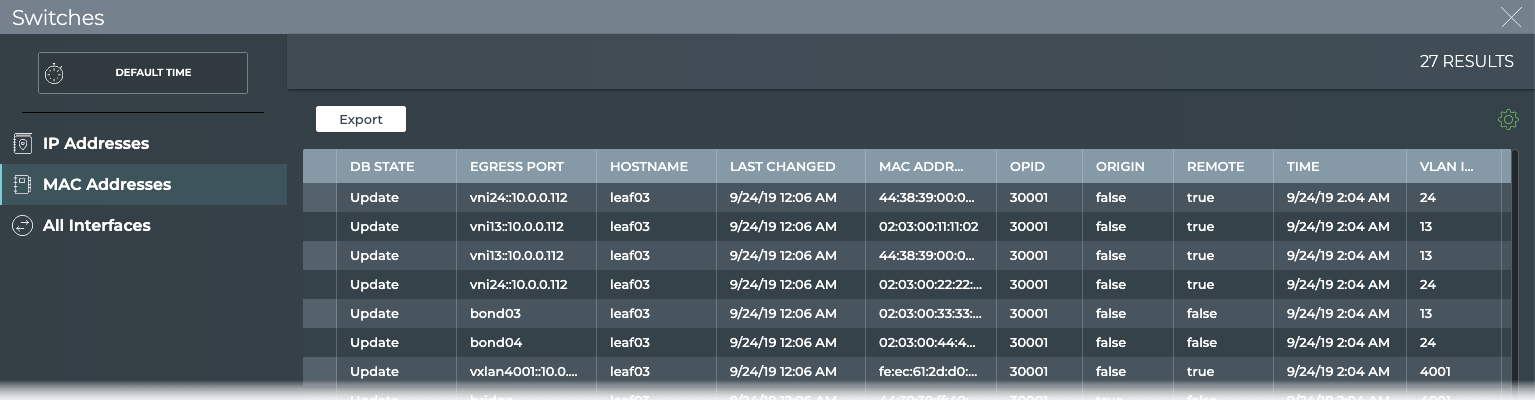 Switches
DEFAULT TIME
27 RESULTS
IP Addresses
MAC Addresses
All Interfaces
Export
DB STATE EGRESS PORT HOSTNAME LAST CHANGED MAC ADDR... OPID ORIGIN REMOTE TIME VLAN I...
Update vni24::10.0.0.112 leaf03 9/24/19 12:06 AM 44:38:39:00:0... 30001 false true 9/24/19 2:04 AM 24
Update vni13::10.0.0.112 leaf03 9/24/19 12:06 AM 02:03:00:11:11:02 30001 false true 9/24/19 2:04 AM 13
Update vni13::10.0.0.112 leaf03 9/24/19 12:06 AM 44:38:39:00:0... 30001 false true 9/24/19 2:04 AM 13
Update vni24::10.0.0.112 leaf03 9/24/19 12:06 AM 02:03:00:22:22:... 30001 false true 9/24/19 2:04 AM 24
Update bond03 leaf03 9/24/19 12:06 AM 02:03:00:33:33:... 30001 false false 9/24/19 2:04 AM 13
Update bond04 leaf03 9/24/19 12:06 AM 02:03:00:44:4... 30001 false false 9/24/19 2:04 AM 24
Update vxlan4001::10.0.... leaf03 9/24/19 12:06 AM fe:ec:61:2d:d0:... 30001 false true 9/24/19 2:04 AM 4001